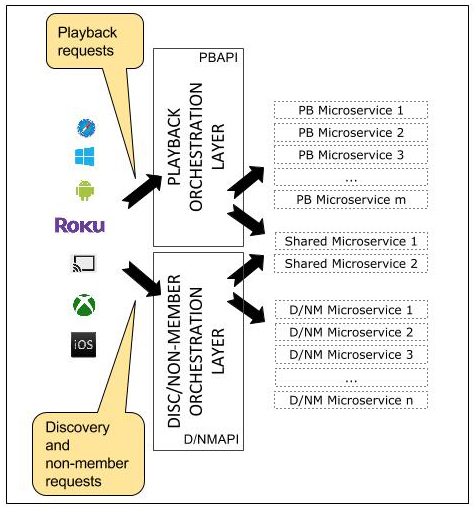 Playback
requests
PBAPI
PLAYBACK
ORCHESTRATION
LAYER
PB Microservice 1
PB Microservice 2
PB Microservice 3
...
PB Microservice m
ROKU
Shared Microservice 1
Shared Microservice 2
iOS
DISC/NON-MEMBER
ORCHESTRATION
LAYER
D/NM Microservice 1
D/NM Microservice 2
D/NM Microservice 3
...
D/NM Microservice n
D/NMAPI
Discovery
and
non-member
requests